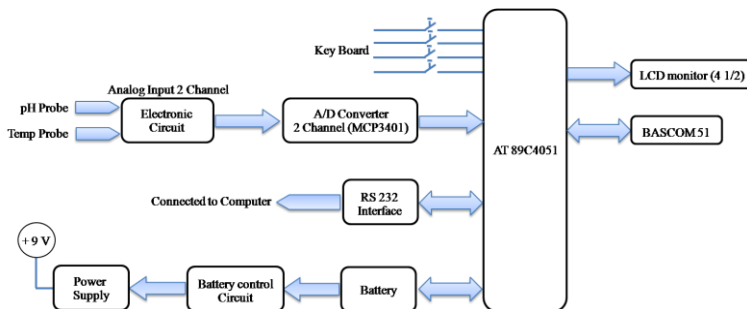 Key Board
LCD monitor (4 1/2)
Analog Input 2 Channel
pH Probe
Temp Probe
Electronic
Circuit
A/D Converter
2 Channel (MCP3401)
AT 89C4051
BASCOM 51
Connected to Computer
RS 232
Interface
+ 9 V
Power
Supply
Battery control
Circuit
Battery